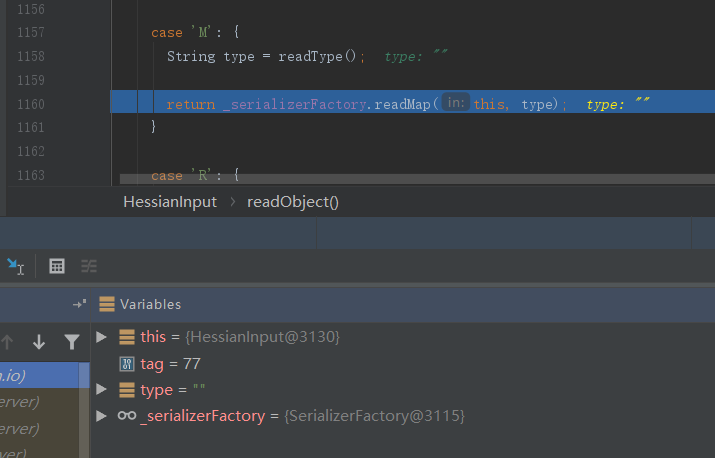 1156
1157 case 'M': {
1158 String type = readType(); type: ""
1159
1160 return _serializerFactory.readMap( in: this, type); type: ""
1161 }
1162
1163 case 'R': {
HessianInput › readObject()
Variables
this = {HessianInput@3130}
tag = 77
n.io) type = ""
erver) _serializerFactory = {SerializerFactory@3115}
erver)
ver)